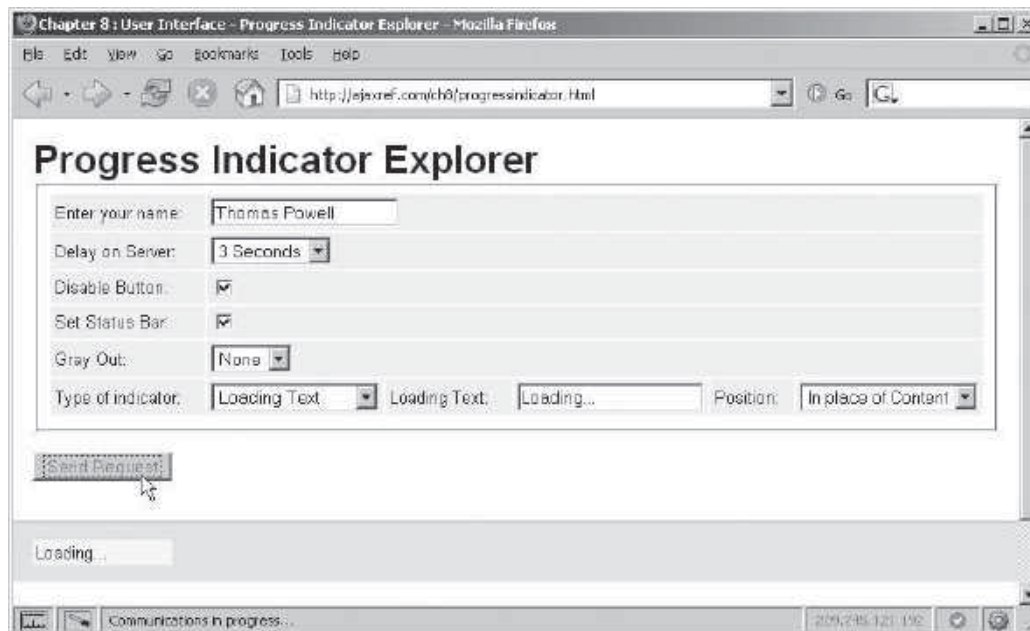 Chapter 8 : User Interface - Progress Indicator Explorer - Mozilla Firefox
File Edit View Go Bookmarks Tools Help
http://ajaxref.com/ch8/progressindicator.html Go G
Progress Indicator Explorer
Enter your name: Thomas Powell
Delay on Server: 3 Seconds
Disable Button:
Set Status Bar:
Gray Out: None
Type of indicator: Loading Text Loading Text: Loading... Position: In place of Content
Send Request
Loading...
Communications in progress...